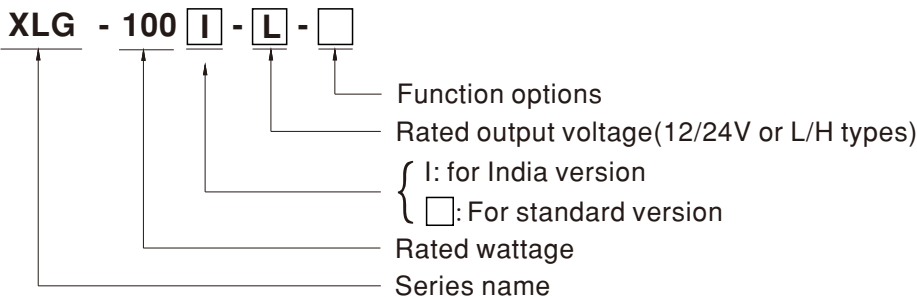 XLG - 100 I - L - □
Function options
Rated output voltage(12/24V or L/H types)
I: for India version
□: For standard version
Rated wattage
Series name